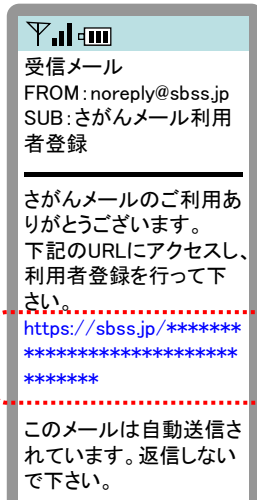 受信メール
FROM：noreply@sbss.jp
SUB：さがんメール利用
者登録
さがんメールのご利用あ
りがとうございます。
下記のURLにアクセスし、
利用者登録を行って下
さい。
https://sbss.jp/*******
********************
*******
このメールは自動送信さ
れています。返信しない
で下さい。